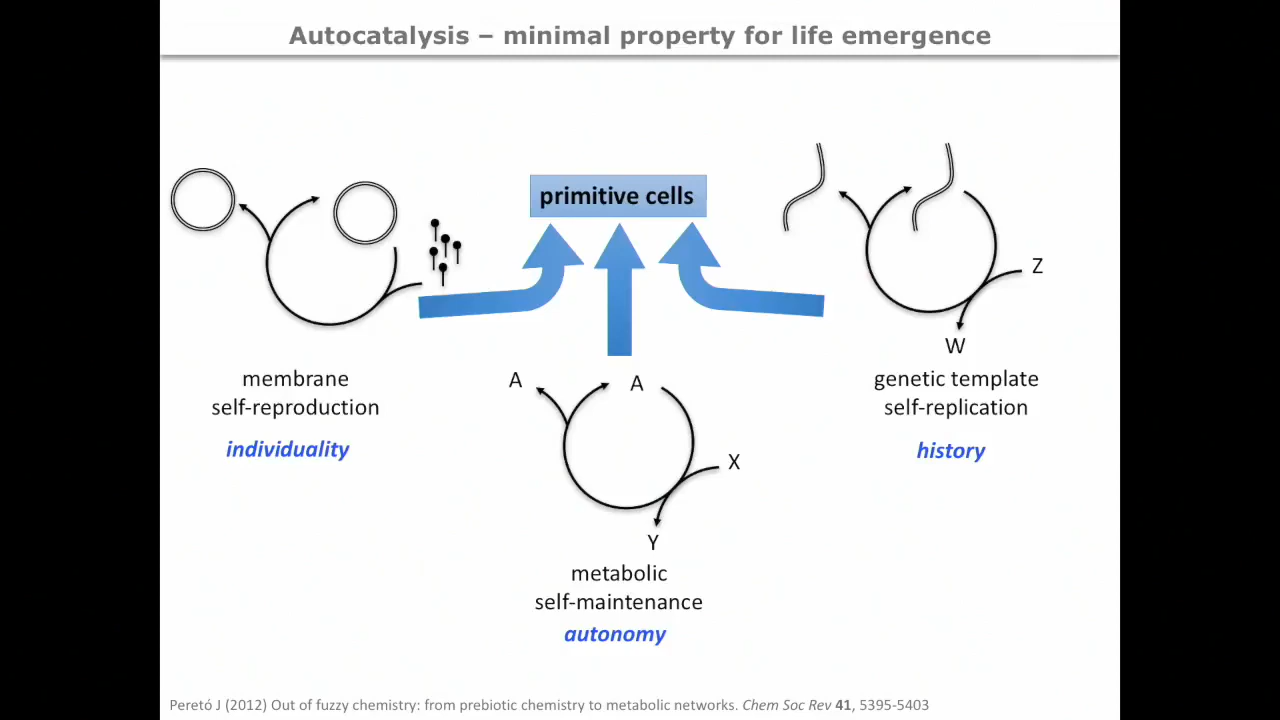 Autocatalysis – minimal property for life emergence
primitive cells
Z
W
membrane
self-reproduction
individuality
genetic template
self-replication
history
A
A
X
Y
metabolic
self-maintenance
autonomy
Peretó J (2012) Out of fuzzy chemistry: from prebiotic chemistry to metabolic networks. Chem Soc Rev 41, 5395-5403